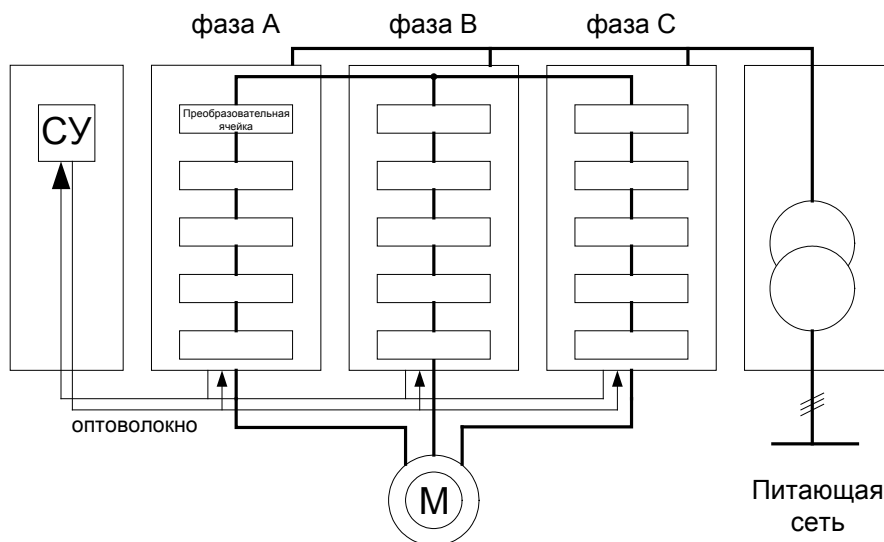 фаза А
фаза В
фаза С
СУ
Преобразовательная
ячейка
оптоволокно
М
Питающая
сеть